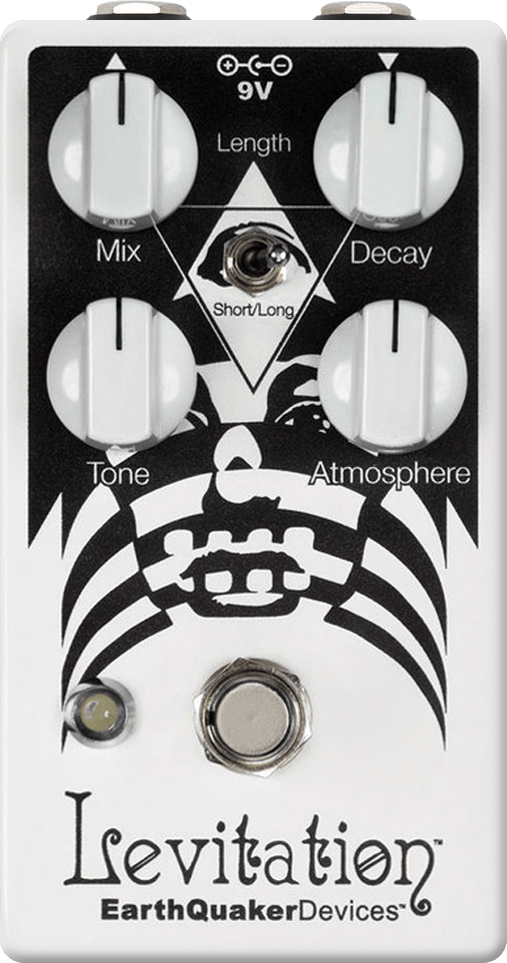 9V
Length
Mix
Decay
Short/Long
Tone
Atmosphere
Levitation™
EarthQuakerDevices™